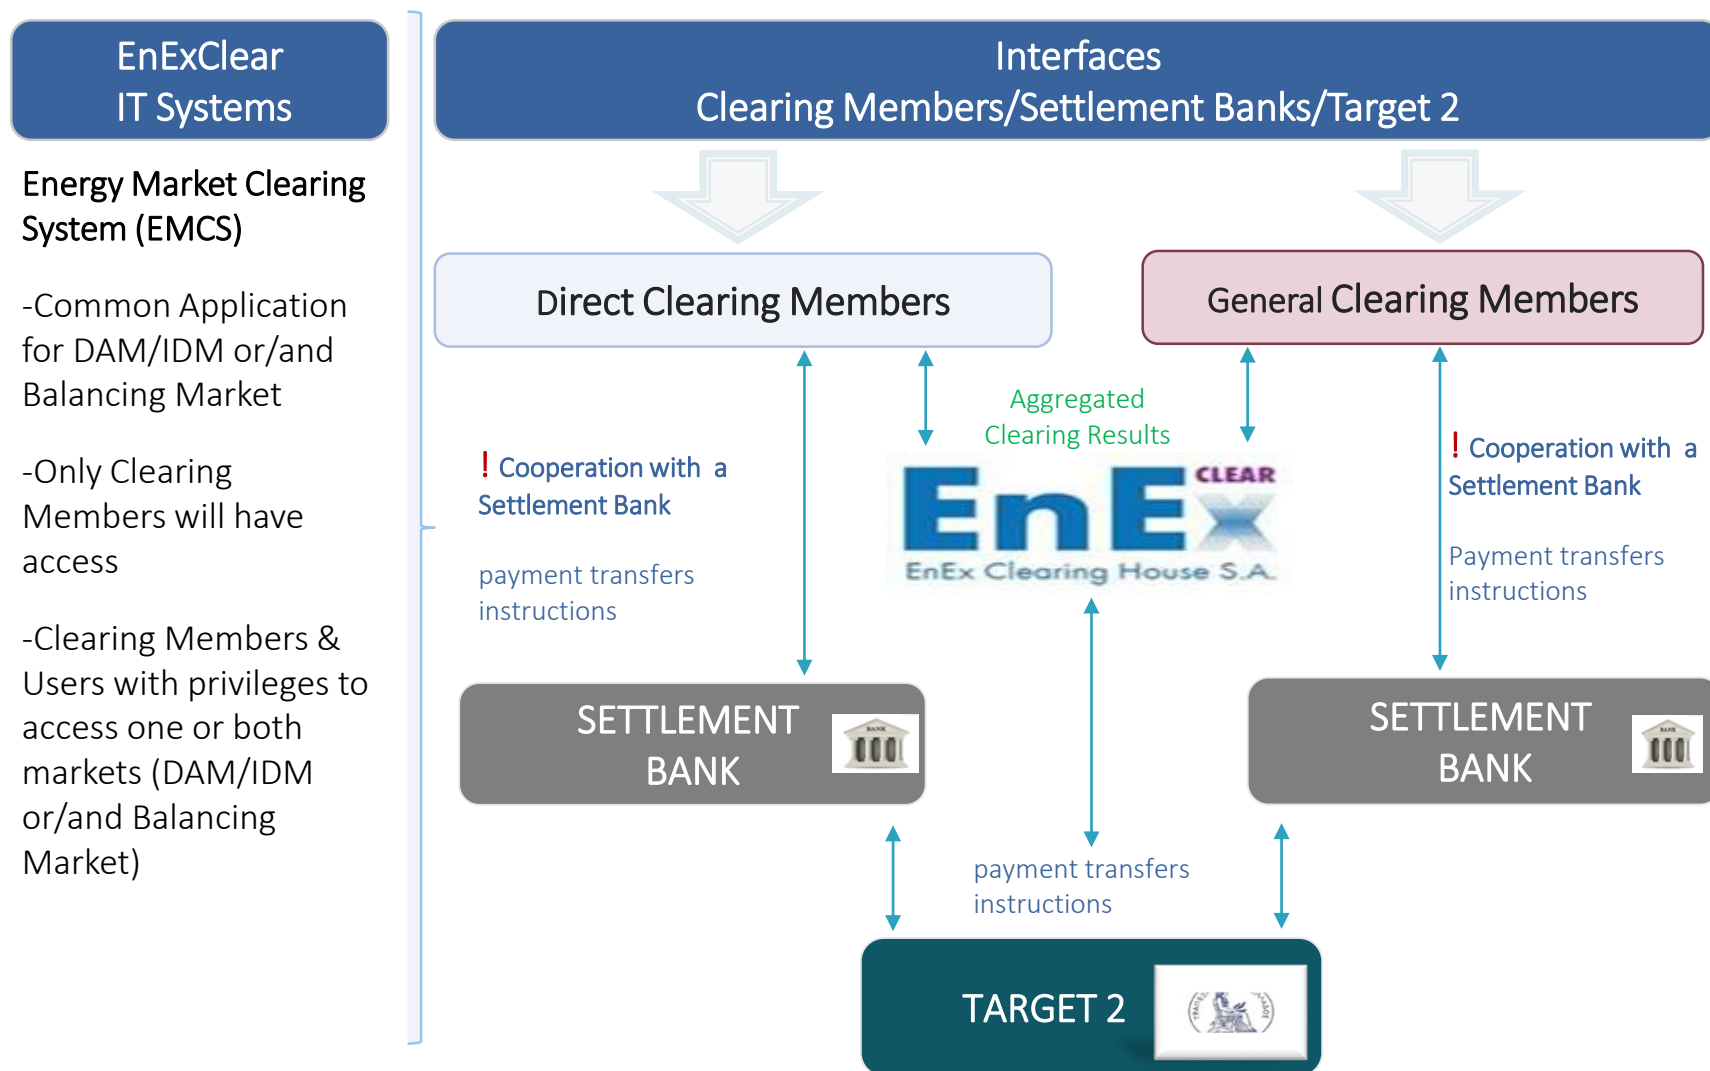 EnExClear
IT Systems
Energy Market Clearing
System (EMCS)
-Common Application
for DAM/IDM or/and
Balancing Market
-Only Clearing
Members will have
access
-Clearing Members &
Users with privileges to
access one or both
markets (DAM/IDM
or/and Balancing
Market)
Interfaces
Clearing Members/Settlement Banks/Target 2
Direct Clearing Members
General Clearing Members
Aggregated
Clearing Results
! Cooperation with a
Settlement Bank
payment transfers
instructions
EnEx CLEAR
EnEx Clearing House S.A.
! Cooperation with a
Settlement Bank
Payment transfers
instructions
SETTLEMENT
BANK
BANK
SETTLEMENT
BANK
BANK
payment transfers
instructions
TARGET 2